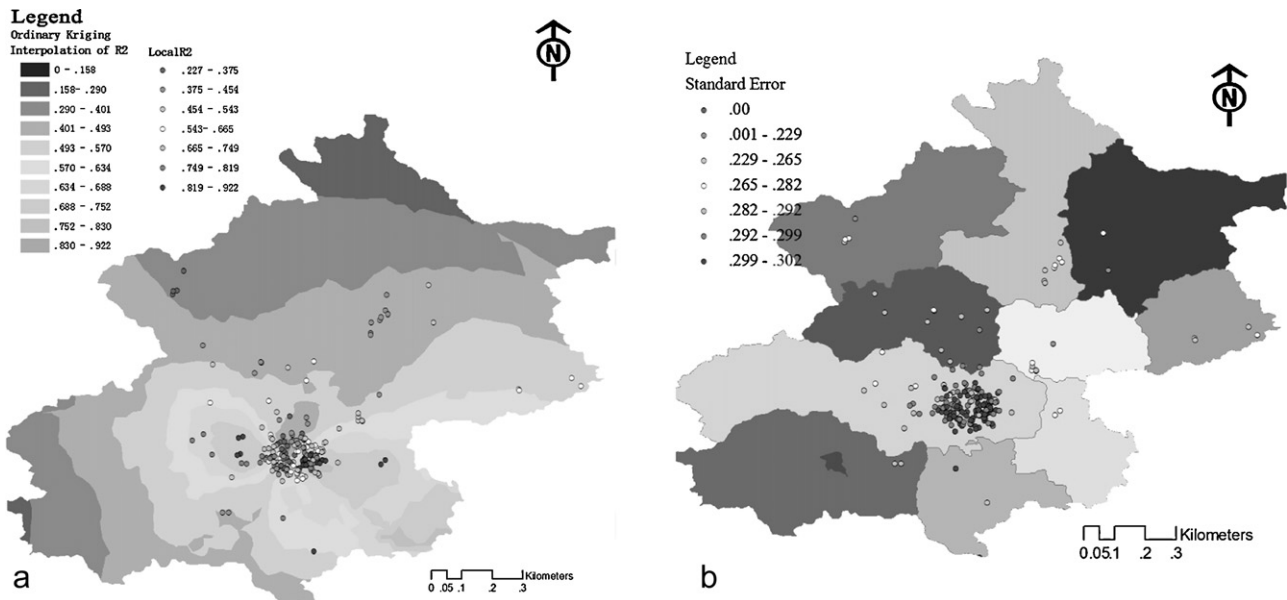 Legend
Ordinary Kriging
Interpolation of R2
0 - .158
.158- .290
.290 - .401
.401 - .493
.493 - .570
.570 - .634
.634 - .688
.688 - .752
.752 - .830
.830 - .922
LocalR2
.227 - .375
.375 - .454
.454 - .543
.543- .665
.665 - .749
.749 - .819
.819 - .922
N
0 .05 .1 .2 .3
Kilometers
a
Legend
Standard Error
.00
.001 - .229
.229 - .265
.265 - .282
.282 - .292
.292 - .299
.299 - .302
N
Kilometers
0 0.05.1 .2 .3
b